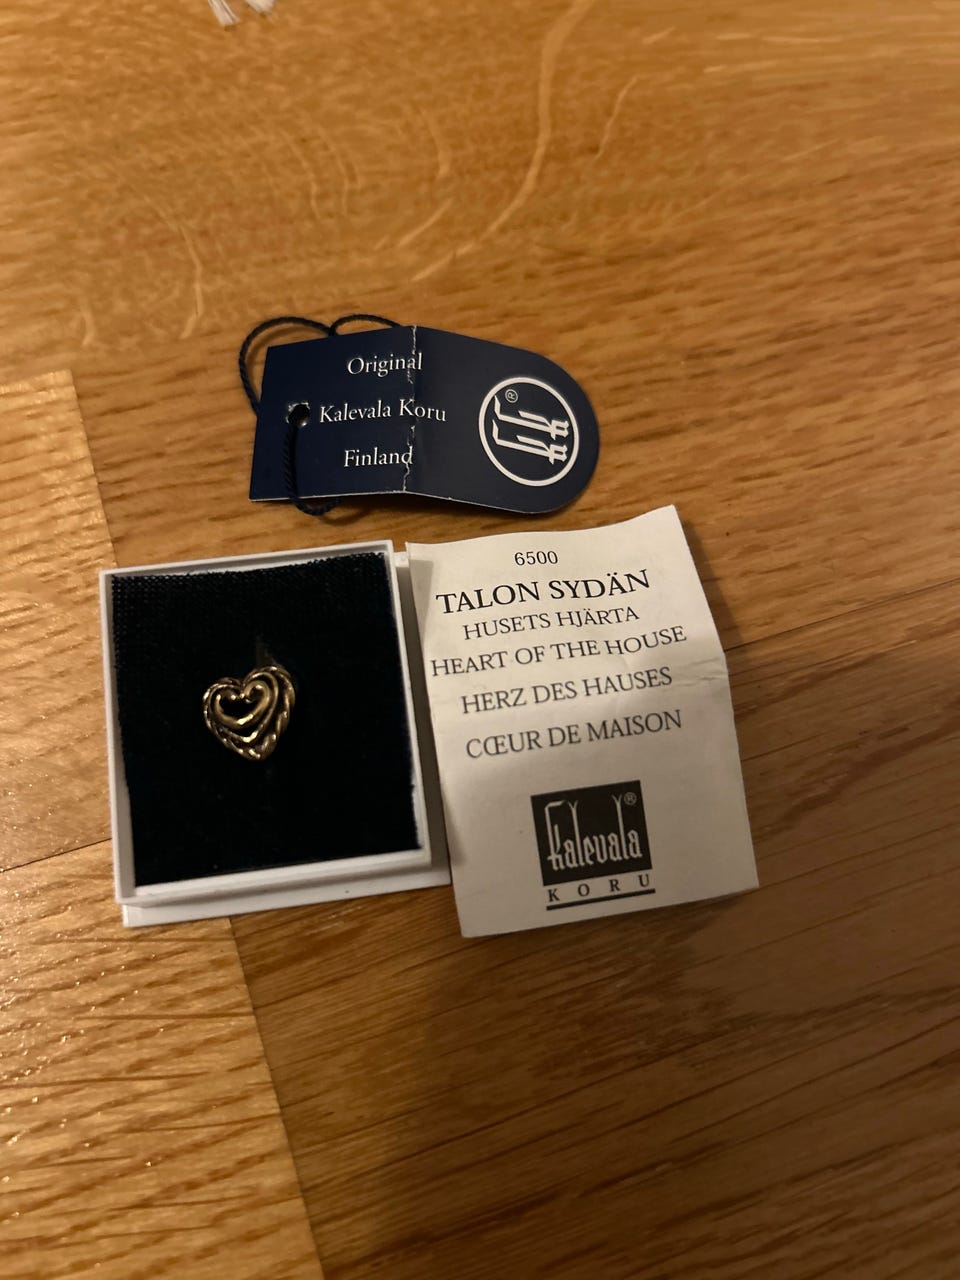 Original
Kalevala Koru
Finland
®
6500
TALON SYDÄN
HUSETS HJÄRTA
HEART OF THE HOUSE
HERZ DES HAUSES
CŒUR DE MAISON
kalevala®
KORU